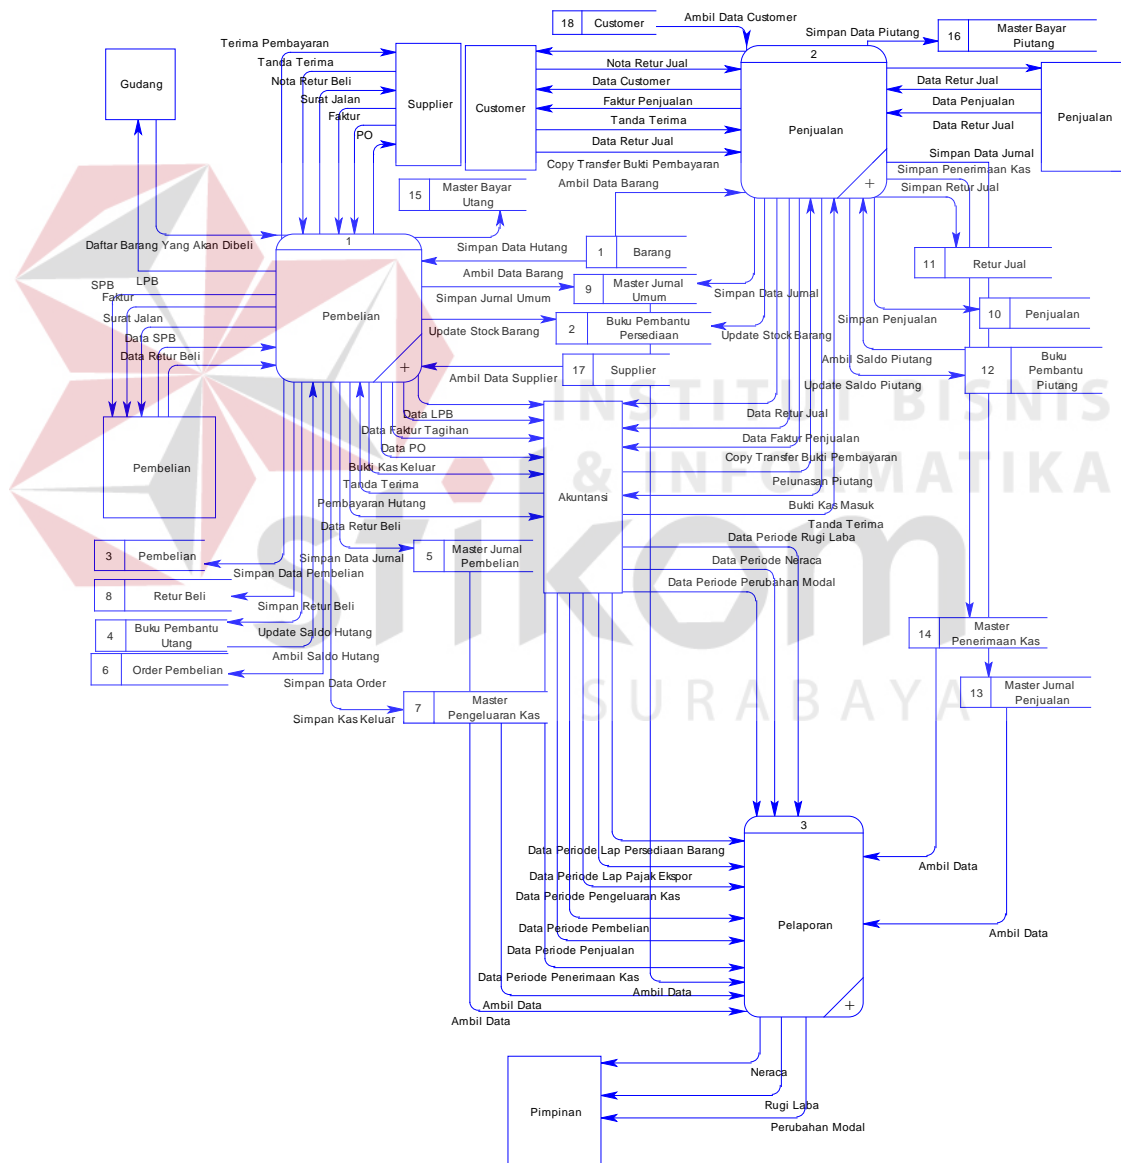 18 Customer
Ambil Data Customer
Simpan Data Piutang
16 Master Bayar
Piutang
Gudang
Terima Pembayaran
Tanda Terima
Nota Retur Beli
Surat Jalan
Faktur
PO
Supplier
Customer
Nota Retur Jual
Data Customer
Faktur Penjualan
Tanda Terima
Data Retur Jual
Copy Transfer Bukti Pembayaran
2
Penjualan
+
Data Retur Jual
Data Penjualan
Data Retur Jual
Penjualan
Simpan Data Jurnal
Simpan Penerimaan Kas
Simpan Retur Jual
15 Master Bayar
Utang
Ambil Data Barang
Simpan Data Hutang
1 Barang
Ambil Data Barang
Daftar Barang Yang Akan Dibeli
LPB
SPB
Faktur
Surat Jalan
Data SPB
Data Retur Beli
1
Pembelian
+
Simpan Jurnal Umum
9 Master Jurnal
Umum
Simpan Data Jurnal
Update Stock Barang
2 Buku Pembantu
Persediaan
Update Stock Barang
11 Retur Jual
Simpan Penjualan
10 Penjualan
Ambil Data Supplier
17 Supplier
Ambil Saldo Piutang
Update Saldo Piutang
12 Buku
Pembantu
Piutang
INSTITUT BISNIS
& INFORMATIKA
stikom
SURABAYA
Pembelian
Data LPB
Data Faktur Tagihan
Data PO
Bukti Kas Keluar
Tanda Terima
Pembayaran Hutang
Data Retur Beli
Akuntansi
Data Retur Jual
Data Faktur Penjualan
Copy Transfer Bukti Pembayaran
Pelunasan Piutang
Bukti Kas Masuk
Tanda Terima
Data Periode Rugi Laba
Data Periode Neraca
Data Periode Perubahan Modal
3 Pembelian
Simpan Data Pembelian
Simpan Data Jurnal
5 Master Jurnal
Pembelian
8 Retur Beli
Simpan Retur Beli
4 Buku Pembantu
Utang
Update Saldo Hutang
Ambil Saldo Hutang
6 Order Pembelian
Simpan Data Order
Simpan Kas Keluar
7 Master
Pengeluaran Kas
14 Master
Penerimaan Kas
13 Master Jurnal
Penjualan
3
Pelaporan
+
Data Periode Lap Persediaan Barang
Data Periode Lap Pajak Ekspor
Data Periode Pengeluaran Kas
Data Periode Pembelian
Data Periode Penjualan
Data Periode Penerimaan Kas
Ambil Data
Ambil Data
Ambil Data
Ambil Data
Ambil Data
Pimpinan
Neraca
Rugi Laba
Perubahan Modal